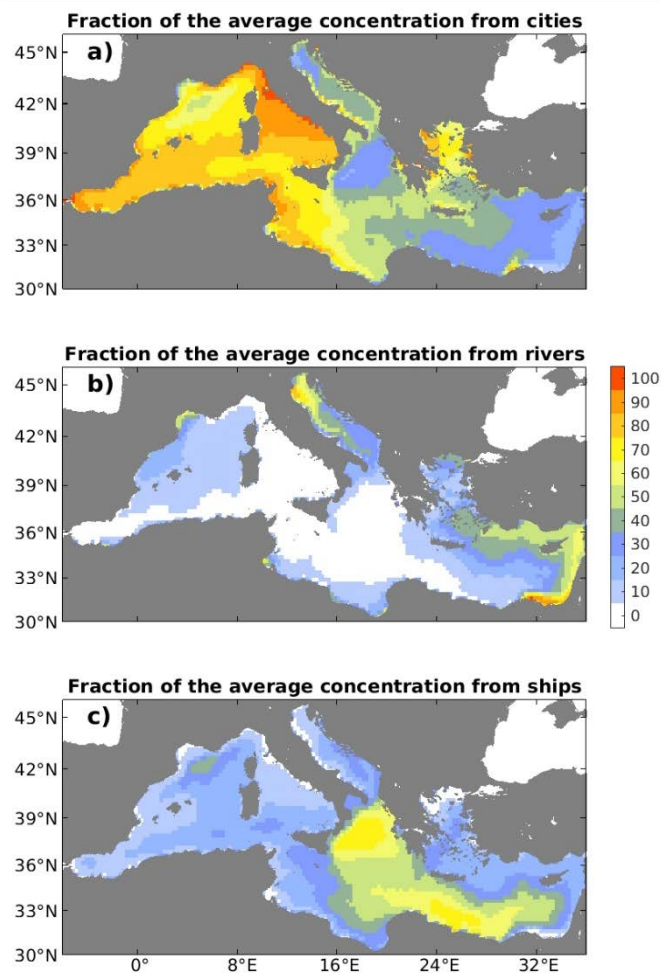 Fraction of the average concentration from cities
a)
45°N
42°N
39°N
36°N
33°N
30°N
Fraction of the average concentration from rivers
b)
45°N
42°N
39°N
36°N
33°N
30°N
100
90
80
70
60
50
40
30
20
10
0
Fraction of the average concentration from ships
c)
45°N
42°N
39°N
36°N
33°N
30°N
0° 8°E 16°E 24°E 32°E